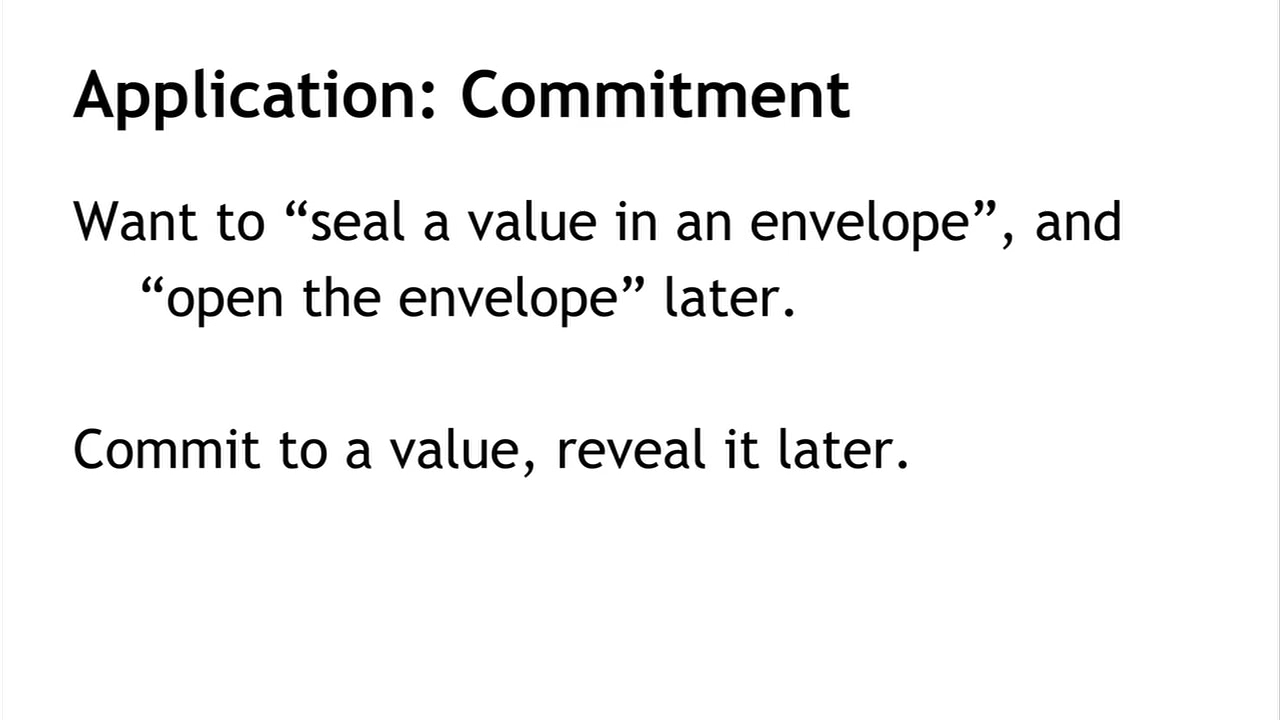 Application: Commitment
Want to “seal a value in an envelope”, and
“open the envelope” later.
Commit to a value, reveal it later.